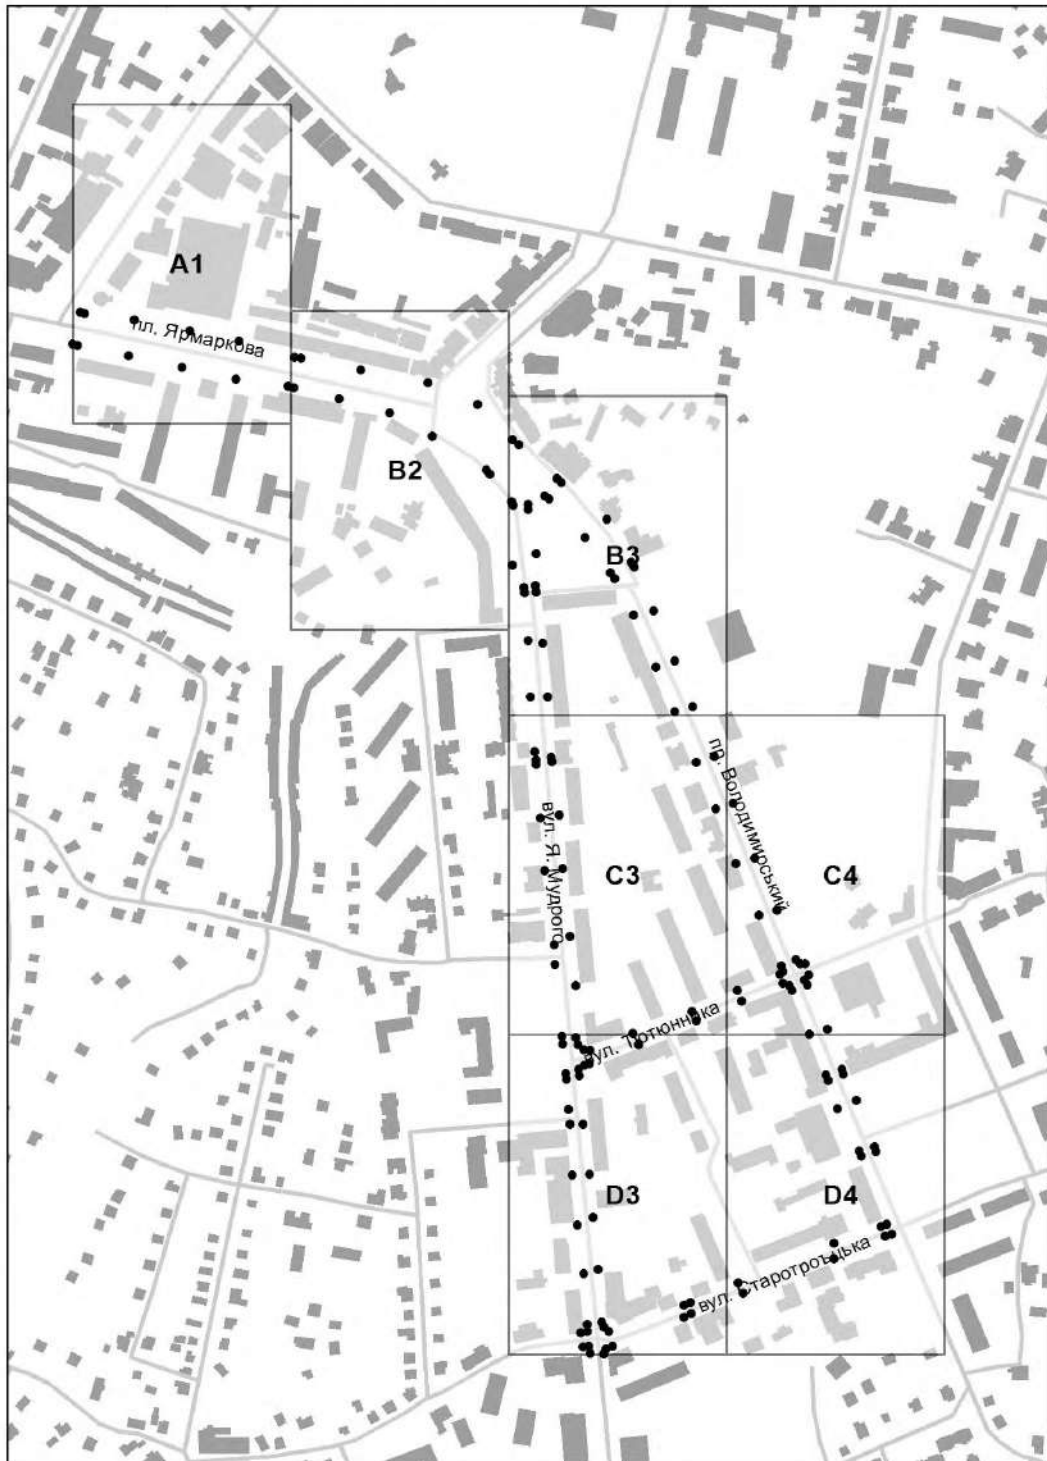 A1
пл. Ярмаркова
B2
B3
пр. Володимирський
вул. Я. Мудрого
C3
C4
вул. Тютюнника
D3
D4
вул. Старотроїцька